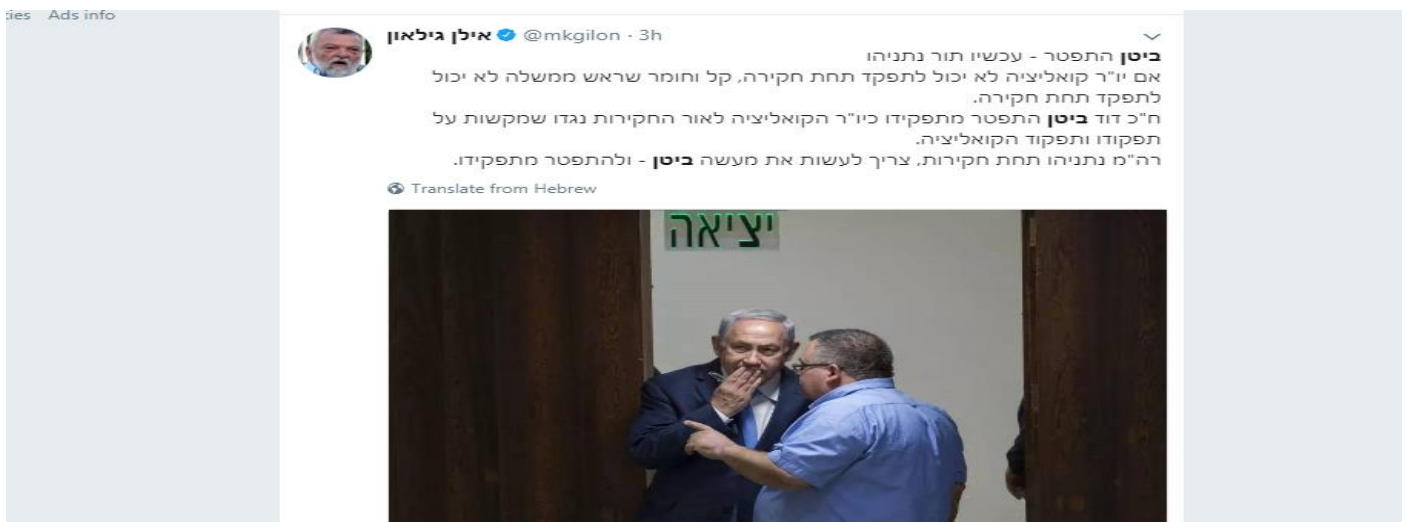 cies Ads info
אילן גילאון @mkgilon · 3h
ביטן התפטר - עכשיו תור נתניהו
אם יו"ר קואליציה לא יכול לתפקד תחת חקירה, קל וחומר שראש ממשלה לא יכול
לתפקד תחת חקירה.
ח"כ דוד ביטן התפטר מתפקידו כיו"ר הקואליציה לאור החקירות נגדו שמקשות על
תפקודו ותפקוד הקואליציה.
רה"מ נתניהו תחת חקירות, צריך לעשות את מעשה ביטן - ולהתפטר מתפקידו.
Translate from Hebrew
יציאה